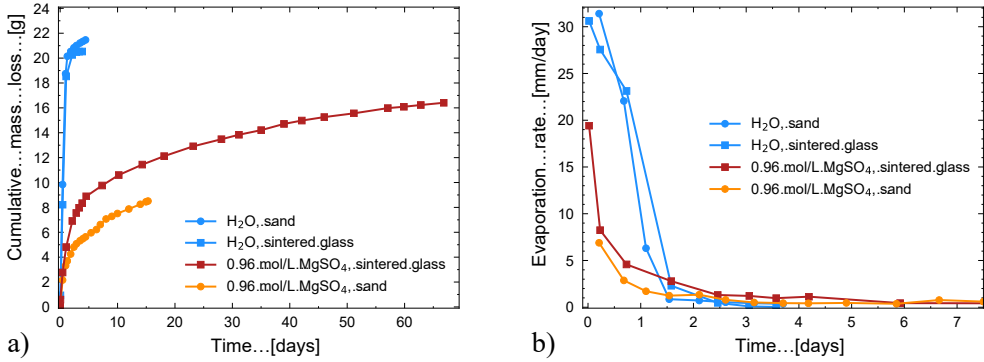 24
22
20
18
16
14
12
10
8
6
4
2
0
Cumulative...mass...loss...[g]
H₂O,.sand
H₂O,.sintered.glass
0.96.mol/L.MgSO₄,.sintered.glass
0.96.mol/L.MgSO₄,.sand
0 10 20 30 40 50 60
Time...[days]
a)
30
25
20
15
10
5
0
Evaporation...rate...[mm/day]
H₂O,.sand
H₂O,.sintered.glass
0.96.mol/L.MgSO₄,.sintered.glass
0.96.mol/L.MgSO₄,.sand
0 1 2 3 4 5 6 7
Time...[days]
b)